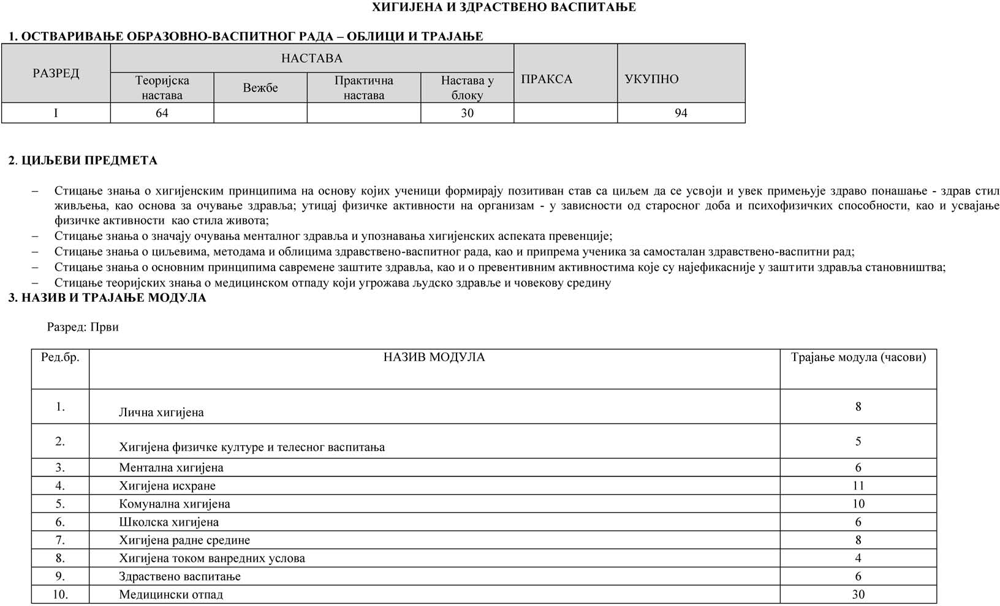 ХИГИЈЕНА И ЗДРАСТВЕНО ВАСПИТАЊЕ
1. ОСТВАРИВАЊЕ ОБРАЗОВНО-ВАСПИТНОГ РАДА – ОБЛИЦИ И ТРАЈАЊЕ
РАЗРЕД НАСТАВА ПРАКСА УКУПНО
Теоријска настава Вежбе Практична настава Настава у блоку
I 64 30 94
2. ЦИЉЕВИ ПРЕДМЕТА
– Стицање знања о хигијенским принципима на основу којих ученици формирају позитиван став са циљем да се усвоји и увек примењује здраво понашање - здрав стил
живљења, као основа за очување здравља; утицај физичке активности на организам - у зависности од старосног доба и психофизичких способности, као и усвајање
физичке активности као стила живота;
– Стицање знања о значају очувања менталног здравља и упознавања хигијенских аспеката превенције;
– Стицање знања о циљевима, методама и облицима здравствено-васпитног рада, као и припрема ученика за самосталан здравствено-васпитни рад;
– Стицање знања о основним принципима савремене заштите здравља, као и о превентивним активностима које су најефикасније у заштити здравља становништва;
– Стицање теоријских знања о медицинском отпаду који угрожава људско здравље и човекову средину
3. НАЗИВ И ТРАЈАЊЕ МОДУЛА
Разред: Први
Ред.бр. НАЗИВ МОДУЛА Трајање модула (часови)
1. Лична хигијена 8
2. Хигијена физичке културе и телесног васпитања 5
3. Ментална хигијена 6
4. Хигијена исхране 11
5. Комунална хигијена 10
6. Школска хигијена 6
7. Хигијена радне средине 8
8. Хигијена током ванредних услова 4
9. Здраствено васпитање 6
10. Медицински отпад 30